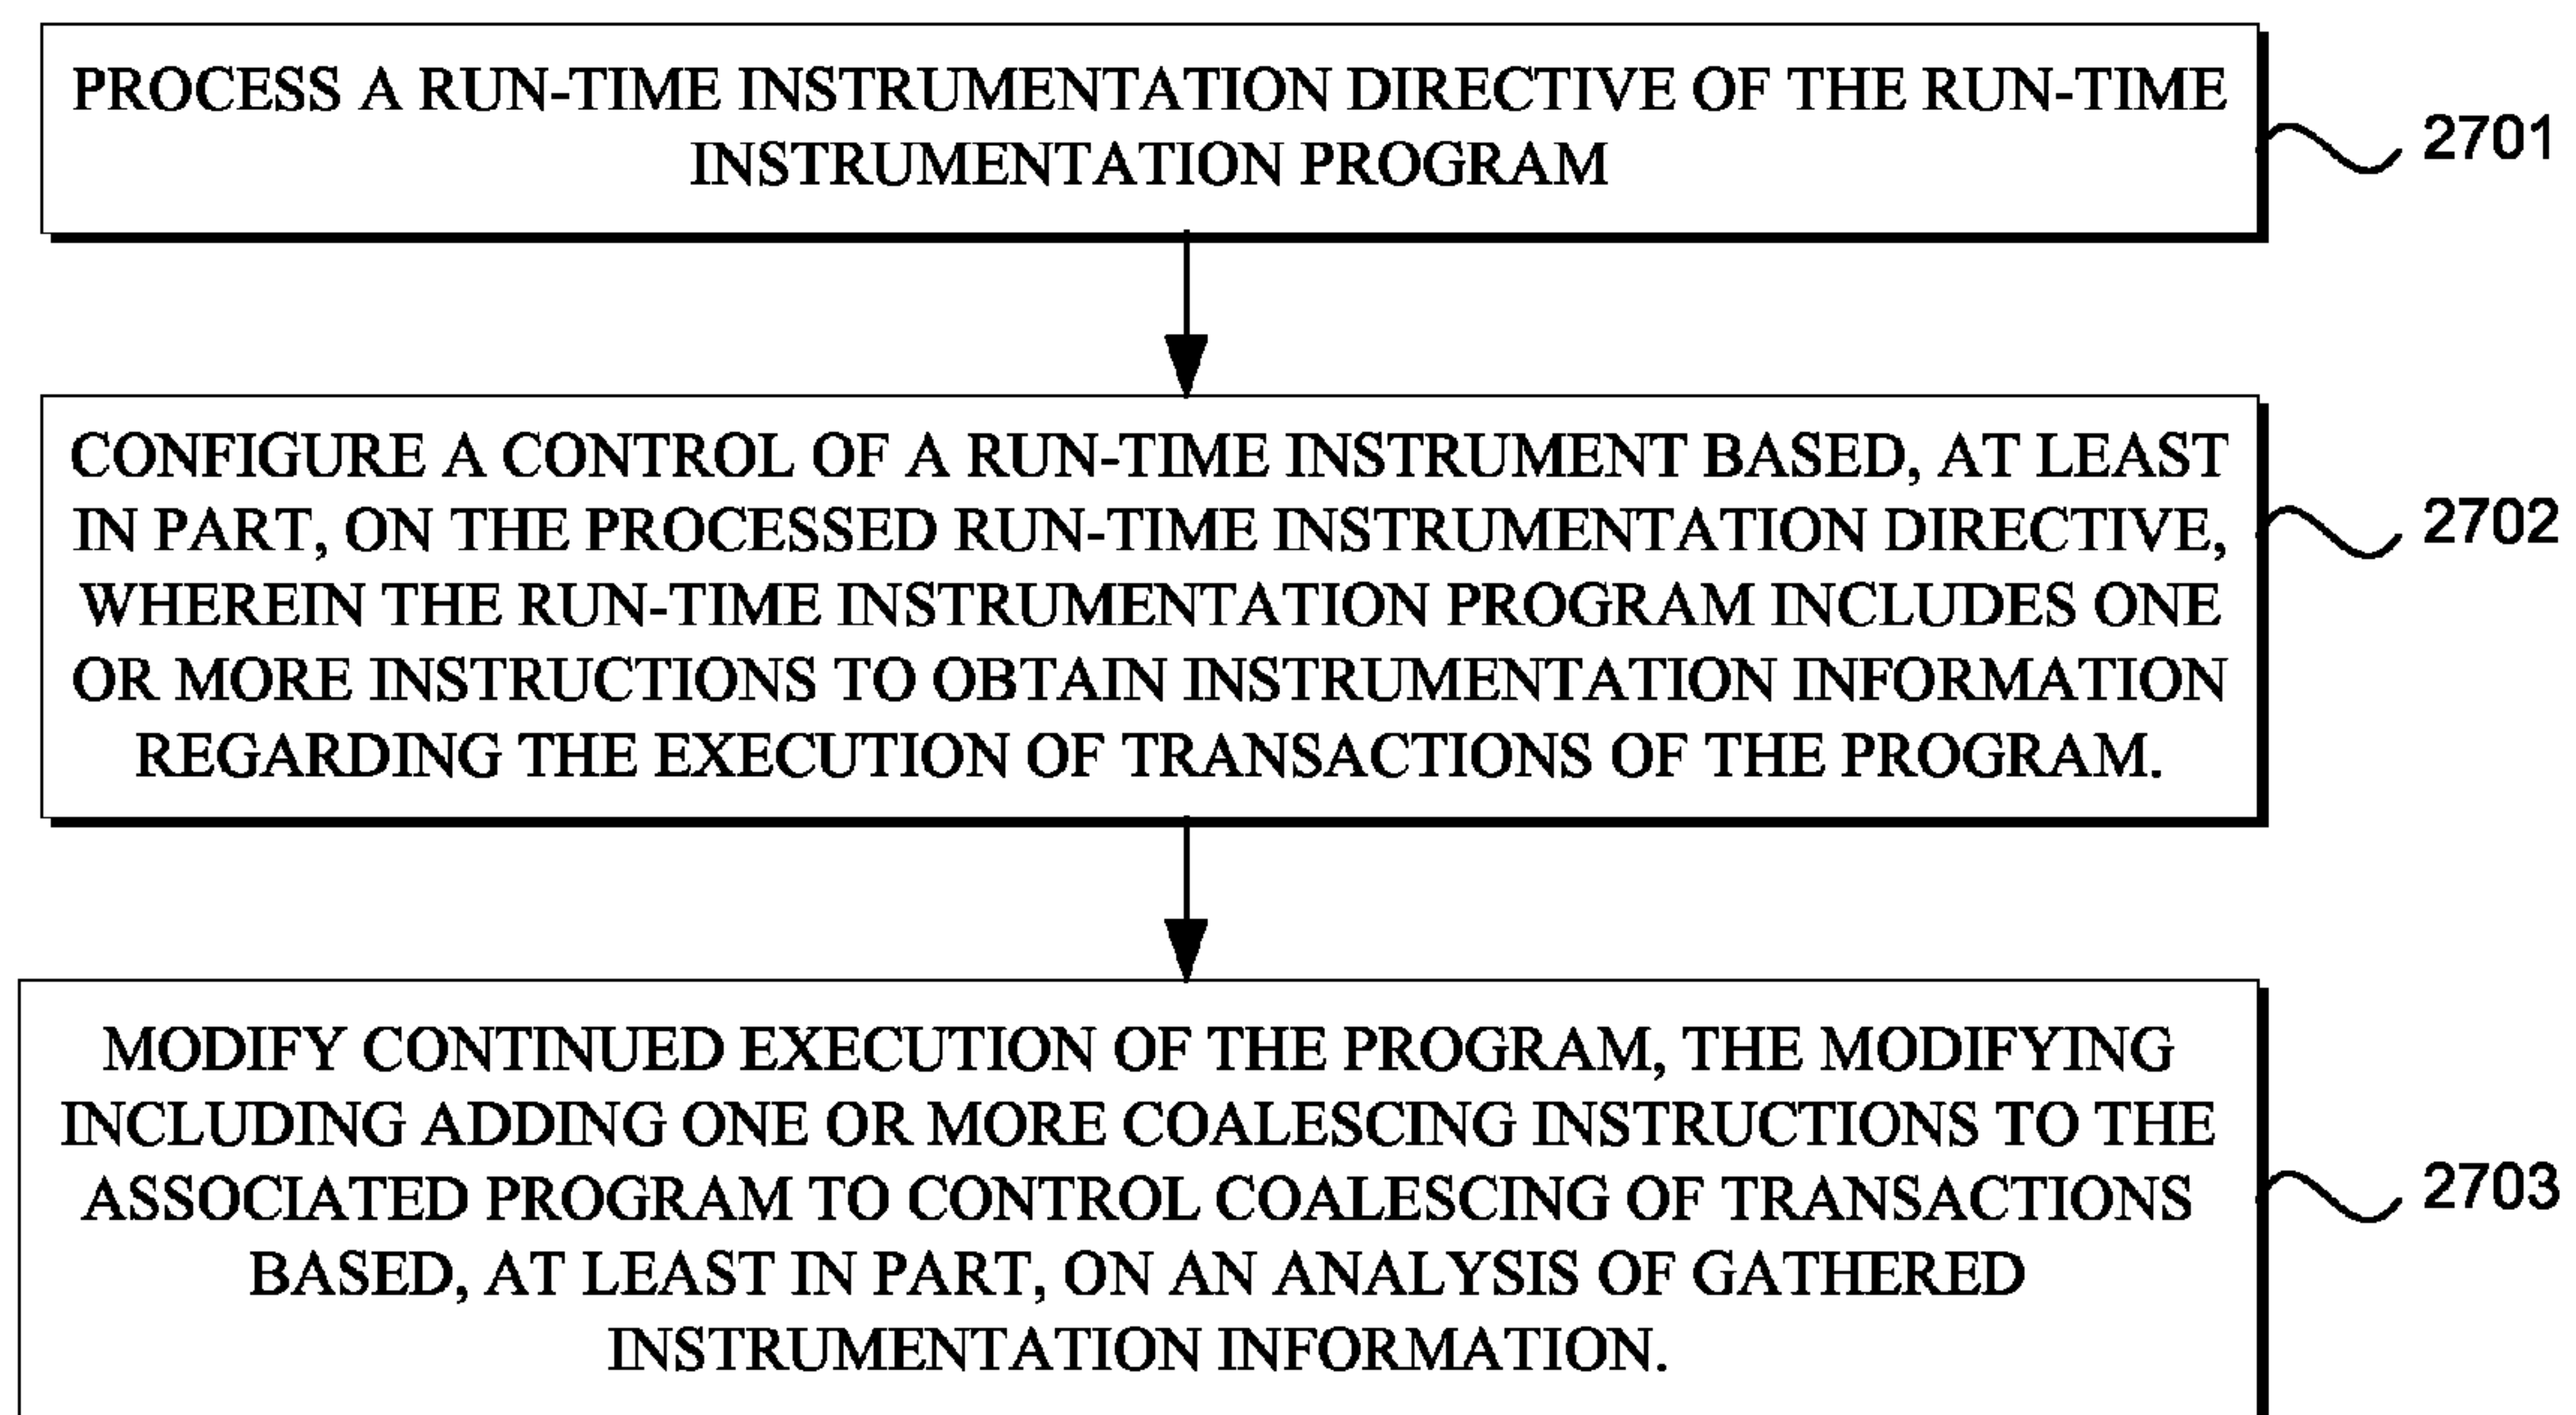 PROCESS A RUN-TIME INSTRUMENTATION DIRECTIVE OF THE RUN-TIME
INSTRUMENTATION PROGRAM
2701
CONFIGURE A CONTROL OF A RUN-TIME INSTRUMENT BASED, AT LEAST
IN PART, ON THE PROCESSED RUN-TIME INSTRUMENTATION DIRECTIVE,
WHEREIN THE RUN-TIME INSTRUMENTATION PROGRAM INCLUDES ONE
OR MORE INSTRUCTIONS TO OBTAIN INSTRUMENTATION INFORMATION
REGARDING THE EXECUTION OF TRANSACTIONS OF THE PROGRAM.
2702
MODIFY CONTINUED EXECUTION OF THE PROGRAM, THE MODIFYING
INCLUDING ADDING ONE OR MORE COALESCING INSTRUCTIONS TO THE
ASSOCIATED PROGRAM TO CONTROL COALESCING OF TRANSACTIONS
BASED, AT LEAST IN PART, ON AN ANALYSIS OF GATHERED
INSTRUMENTATION INFORMATION.
2703